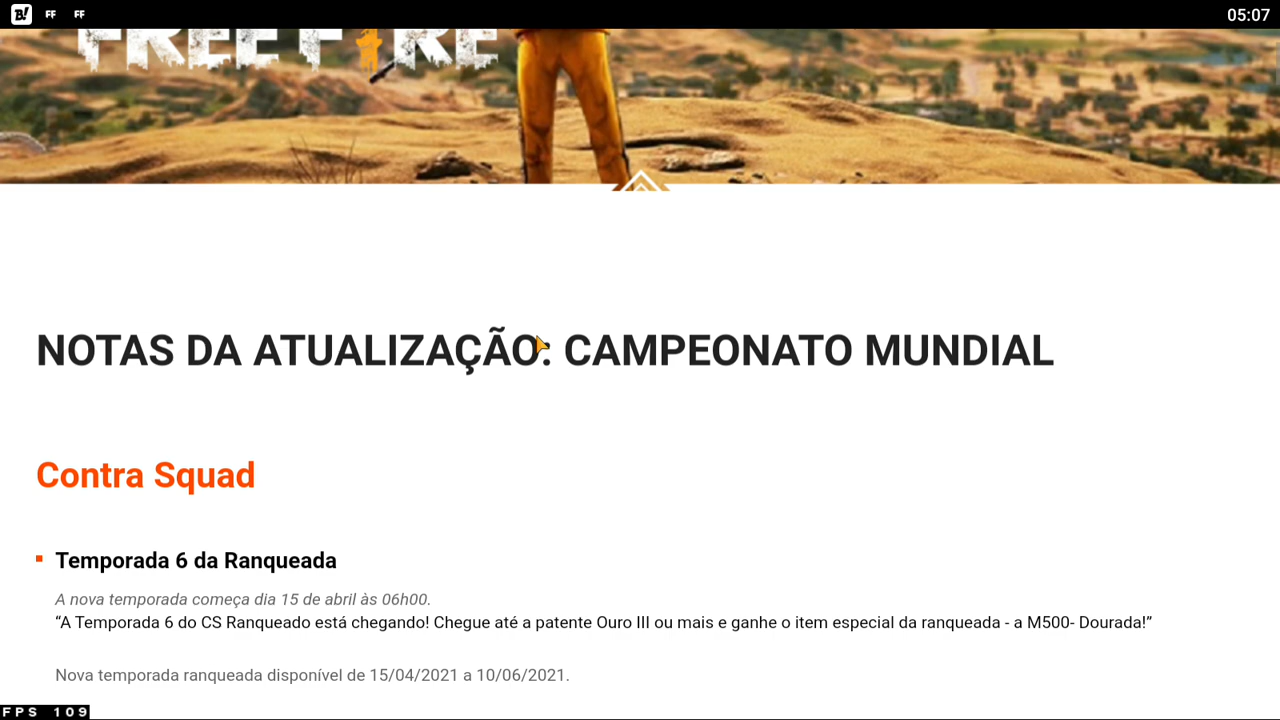 B! FF FF 05:07
FREE FIRE
NOTAS DA ATUALIZAÇÃO: CAMPEONATO MUNDIAL
Contra Squad
Temporada 6 da Ranqueada
A nova temporada começa dia 15 de abril às 06h00.
“A Temporada 6 do CS Ranqueado está chegando! Chegue até a patente Ouro III ou mais e ganhe o item especial da ranqueada - a M500- Dourada!”
Nova temporada ranqueada disponível de 15/04/2021 a 10/06/2021.
FPS 109